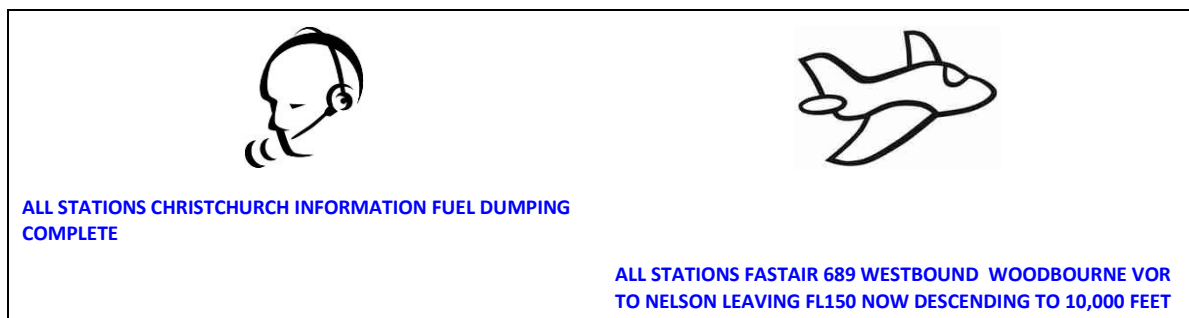 ALL STATIONS CHRISTCHURCH INFORMATION FUEL DUMPING
COMPLETE
ALL STATIONS FASTAIR 689 WESTBOUND WOODBOURNE VOR
TO NELSON LEAVING FL150 NOW DESCENDING TO 10,000 FEET